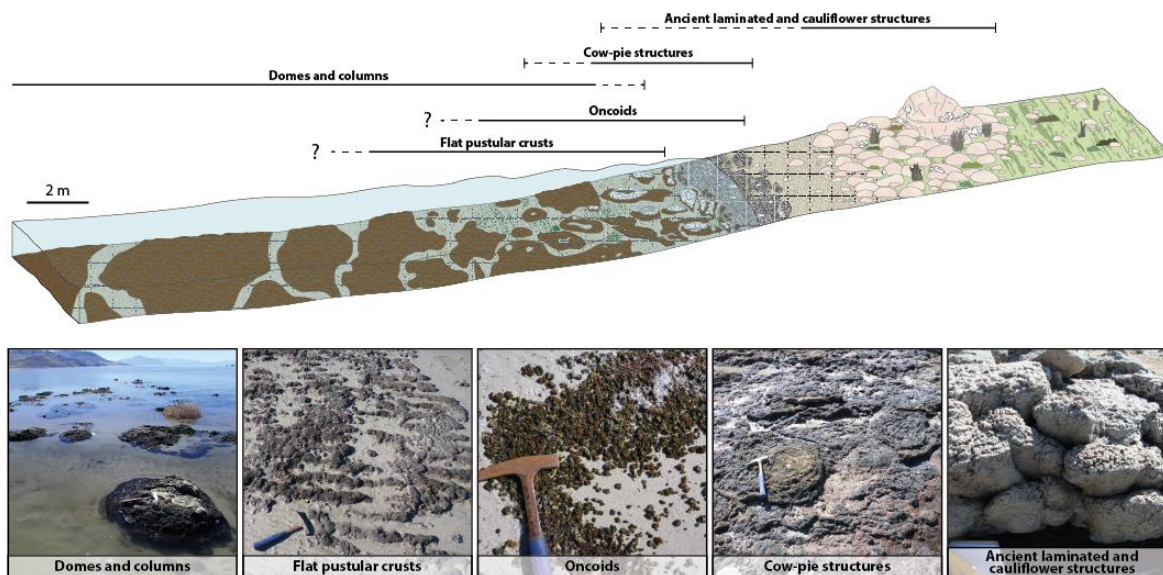 Ancient laminated and cauliflower structures
Cow-pie structures
Domes and columns
Oncoids
?
Flat pustular crusts
?
2 m
Domes and columns
Flat pustular crusts
Oncoids
Cow-pie structures
Ancient laminated and
cauliflower structures